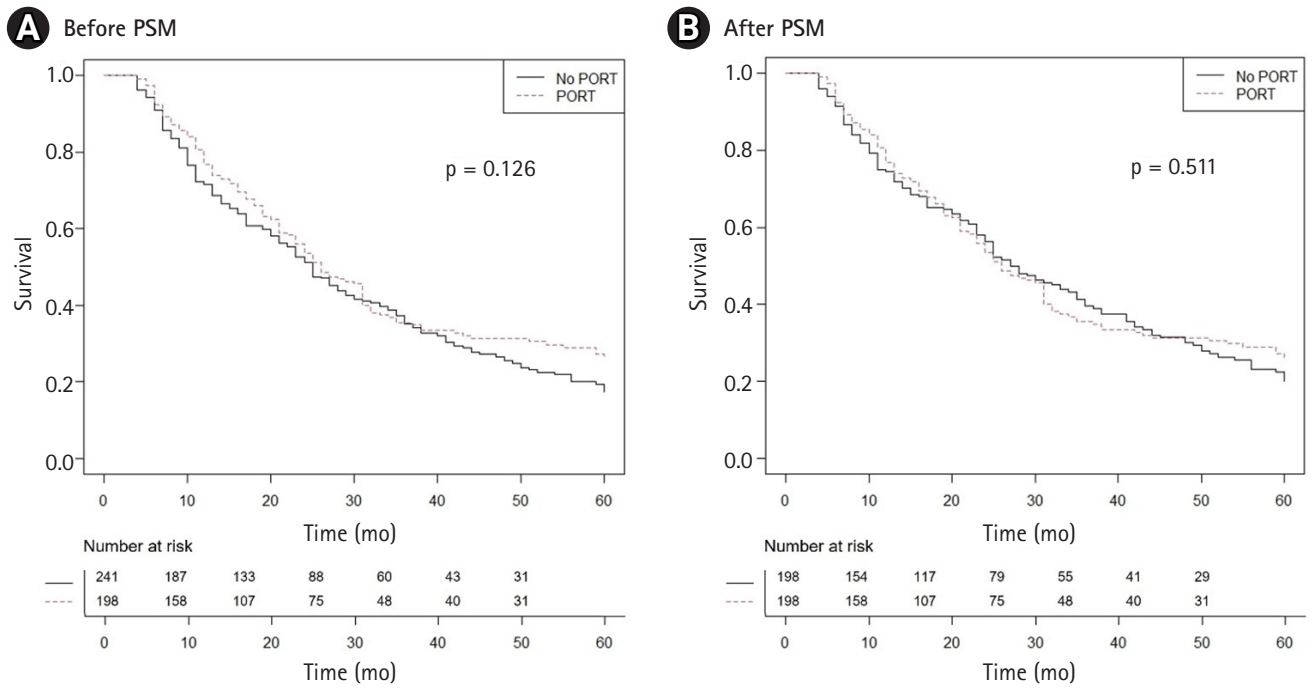 A Before PSM
1.0
0.8
0.6
0.4
0.2
0.0
Survival
No PORT
PORT
p = 0.126
0 10 20 30 40 50 60
Time (mo)
Number at risk
241 187 133 88 60 43 31
198 158 107 75 48 40 31
0 10 20 30 40 50 60
Time (mo)
B After PSM
1.0
0.8
0.6
0.4
0.2
0.0
Survival
No PORT
PORT
p = 0.511
0 10 20 30 40 50 60
Time (mo)
Number at risk
198 154 117 79 55 41 29
198 158 107 75 48 40 31
0 10 20 30 40 50 60
Time (mo)